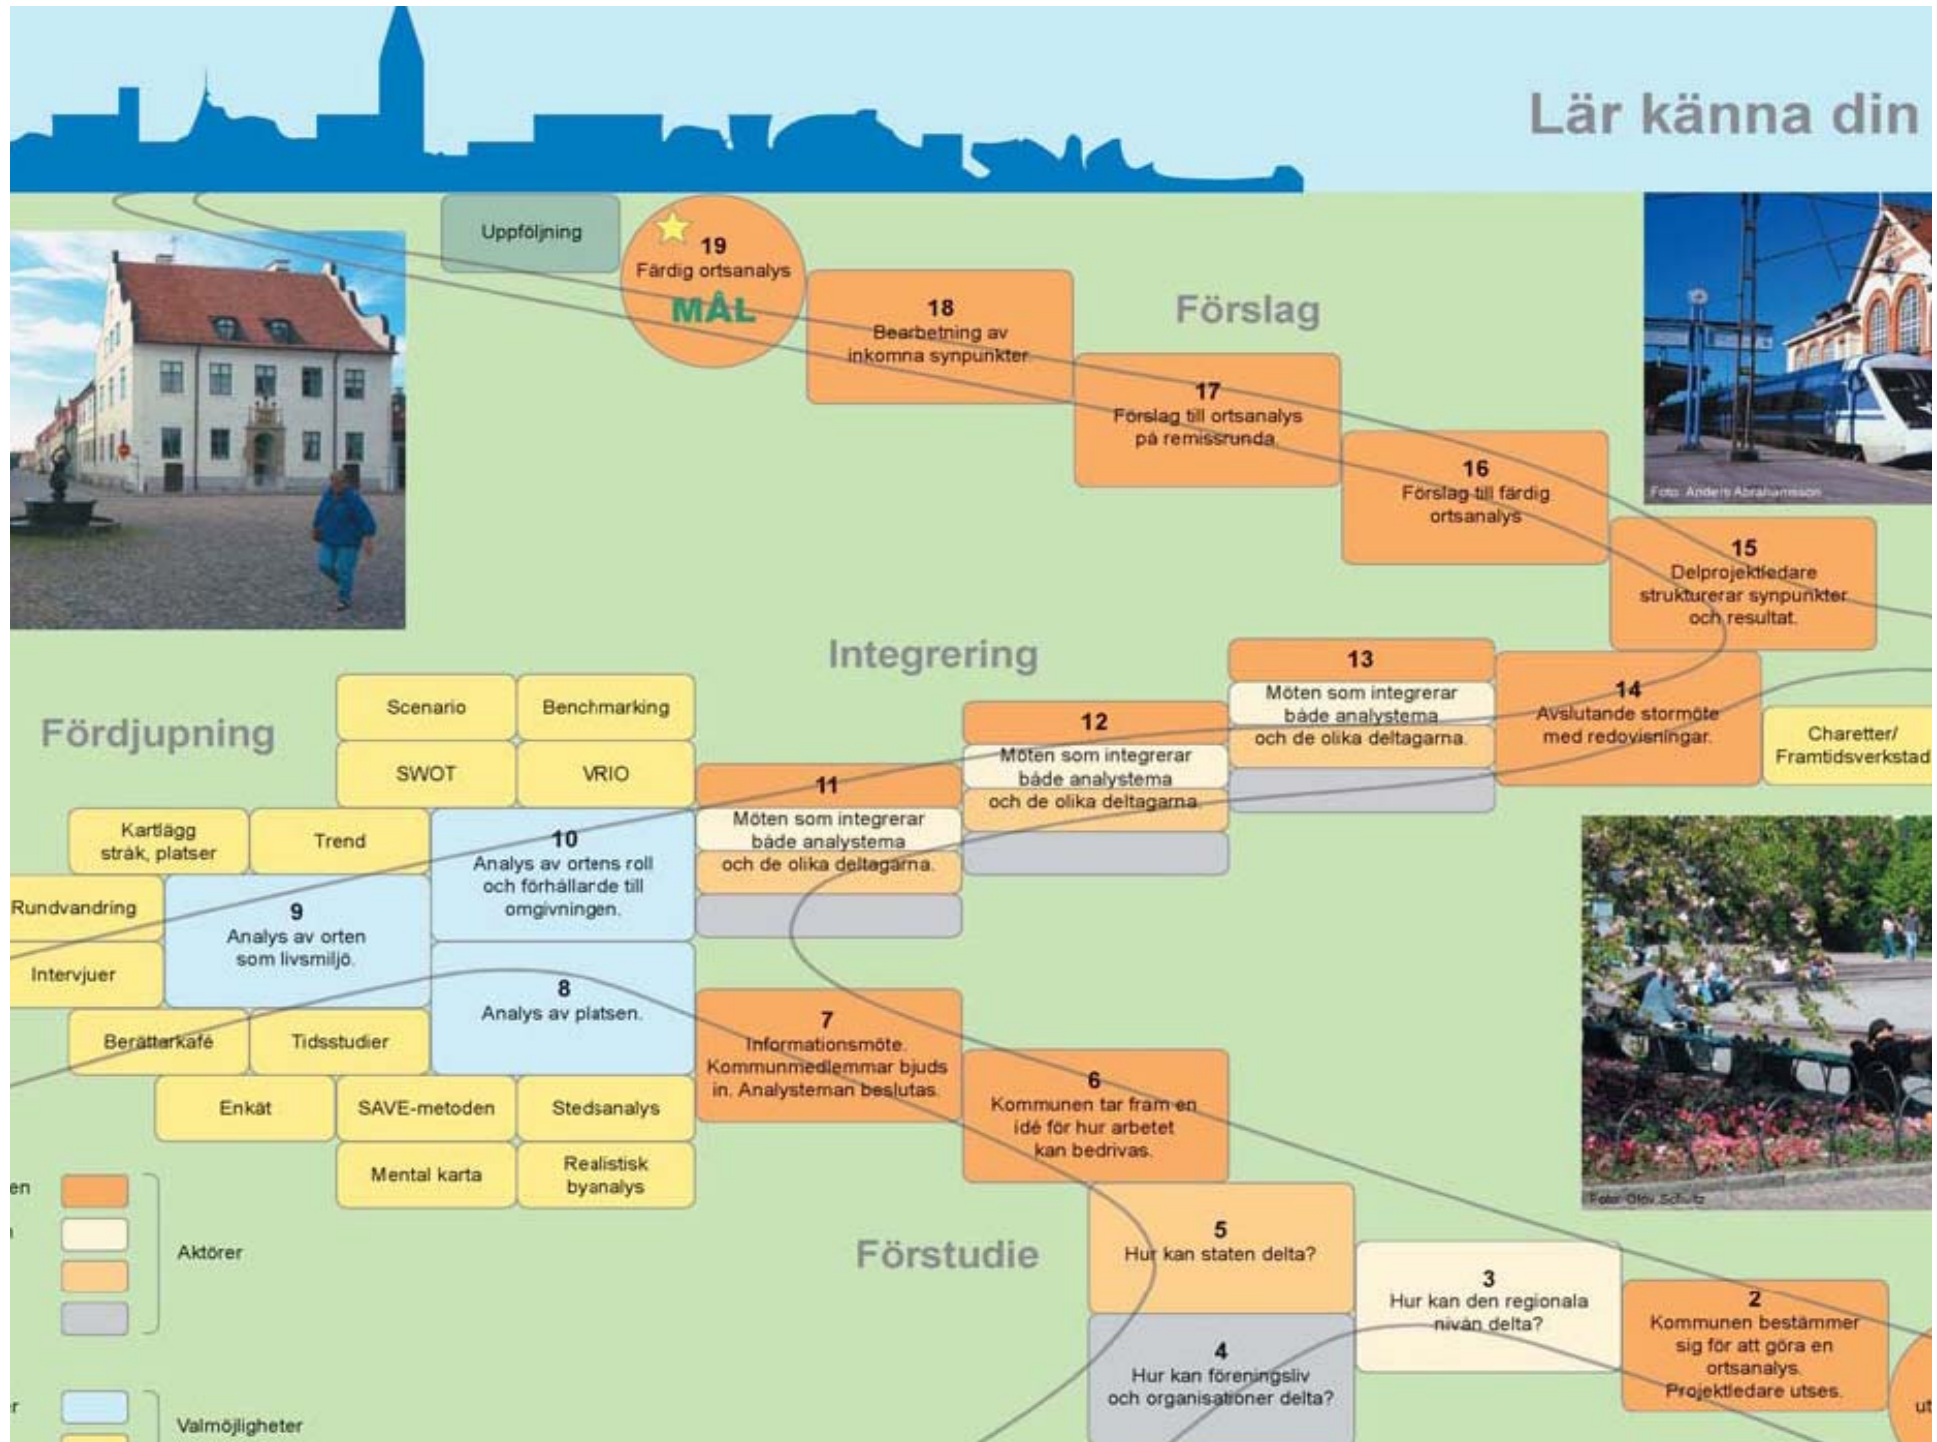 Lär känna din
Uppföljning
19
Färdig ortsanalys
MÅL
18
Bearbetning av
inkomna synpunkter
Förslag
17
Förslag till ortsanalys
på remissrunda.
16
Förslag till färdig
ortsanalys
Foto: Anders Abrahamsson
15
Delprojektledare
strukturerar synpunkter
och resultat.
Integrering
13
Möten som integrerar
både analystema
och de olika deltagarna.
14
Avslutande stormöte
med redovisningar.
Charetter/
Framtidsverkstad
12
Möten som integrerar
både analystema
och de olika deltagarna.
11
Möten som integrerar
både analystema
och de olika deltagarna.
Fördjupning
Scenario
Benchmarking
SWOT
VRIO
Kartlägg
stråk, platser
Trend
10
Analys av ortens roll
och förhållarde till
omgivningen.
Rundvandring
9
Analys av orten
som livsmiljö.
Intervjuer
8
Analys av platsen.
Berätterkafé
Tidsstudier
Enkät
SAVE-metoden
Stedsanalys
Mental karta
Realistisk
byanalys
7
Informationsmöte.
Kommunmedlemmar bjuds
in. Analysteman beslutas.
6
Kommunen tar fram en
idé för hur arbetet
kan bedrivas.
Foto: Olov Schultz
en
Aktörer
Förstudie
5
Hur kan staten delta?
3
Hur kan den regionala
nivån delta?
2
Kommunen bestämmer
sig för att göra en
ortsanalys.
Projektledare utses.
4
Hur kan föreningsliv
och organisationer delta?
ut
r
Valmöjligheter